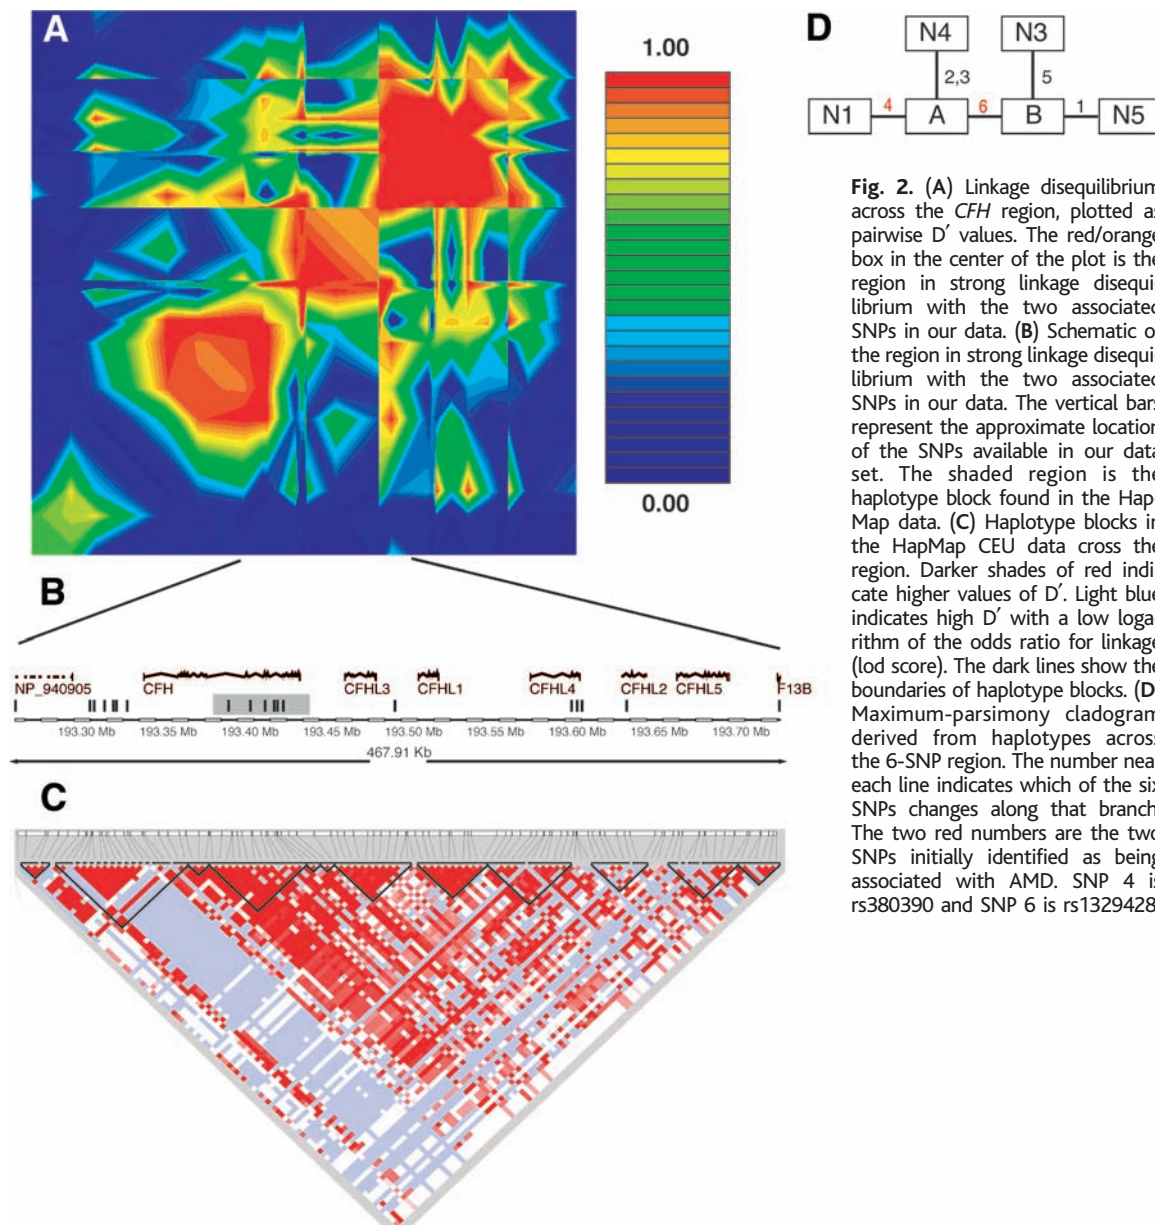 A
1.00
0.00
D
N4
N3
2,3
5
N1
4
A
6
B
1
N5
Fig. 2. (A) Linkage disequilibrium
across the CFH region, plotted as
pairwise D′ values. The red/orange
box in the center of the plot is the
region in strong linkage disequi-
librium with the two associated
SNPs in our data. (B) Schematic of
the region in strong linkage disequi-
librium with the two associated
SNPs in our data. The vertical bars
represent the approximate location
of the SNPs available in our data
set. The shaded region is the
haplotype block found in the Hap-
Map data. (C) Haplotype blocks in
the HapMap CEU data cross the
region. Darker shades of red indi-
cate higher values of D′. Light blue
indicates high D′ with a low loga-
rithm of the odds ratio for linkage
(lod score). The dark lines show the
boundaries of haplotype blocks. (D)
Maximum-parsimony cladogram
derived from haplotypes across
the 6-SNP region. The number near
each line indicates which of the six
SNPs changes along that branch.
The two red numbers are the two
SNPs initially identified as being
associated with AMD. SNP 4 is
rs380390 and SNP 6 is rs1329428.
B
NP_940905
CFH
CFHL3
CFHL1
CFHL4
CFHL2
CFHL5
F13B
193.30 Mb
193.35 Mb
193.40 Mb
193.45 Mb
193.50 Mb
193.55 Mb
193.60 Mb
193.65 Mb
193.70 Mb
467.91 Kb
C